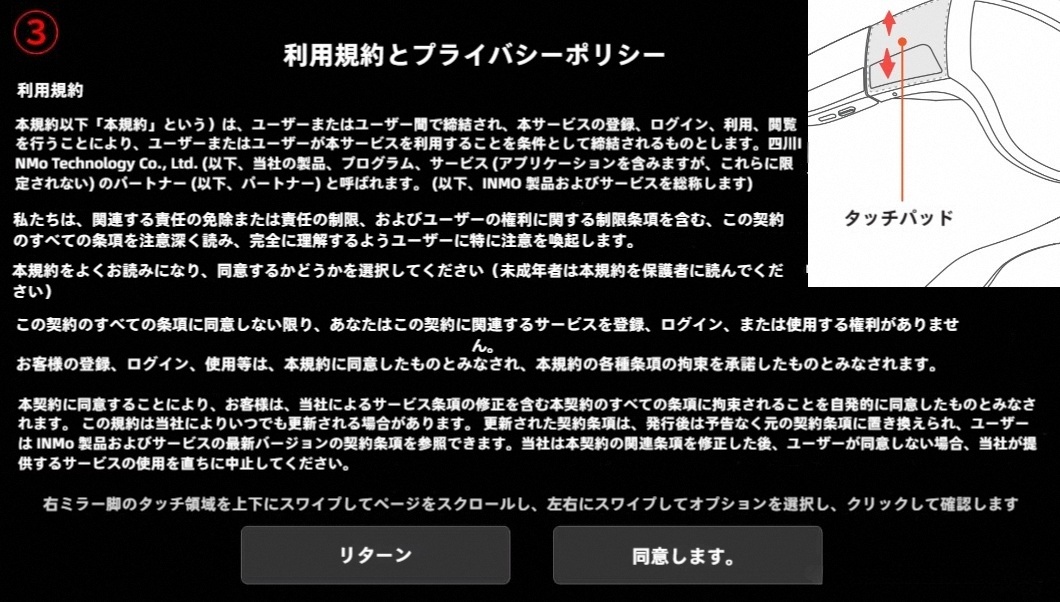 ③
利用規約とプライバシーポリシー
利用規約
本規約以下「本規約」という）は、ユーザーまたはユーザー間で締結され、本サービスの登録、ログイン、利用、閲覧
を行うことにより、ユーザーまたはユーザーが本サービスを利用することを条件として締結されるものとします。四川I
NMo Technology Co., Ltd. (以下、当社の製品、プログラム、サービス (アプリケーションを含みますが、これらに限
定されない) のパートナー (以下、パートナー) と呼ばれます。 (以下、INMO 製品およびサービスを総称します)
私たちは、関連する責任の免除または責任の制限、およびユーザーの権利に関する制限条項を含む、この契約
のすべての条項を注意深く読み、完全に理解するようユーザーに特に注意を喚起します。
本規約をよくお読みになり、同意するかどうかを選択してください（未成年者は本規約を保護者に読んでくだ
さい）
この契約のすべての条項に同意しない限り、あなたはこの契約に関連するサービスを登録、ログイン、または使用する権利がありませ
ん。
お客様の登録、ログイン、使用等は、本規約に同意したものとみなされ、本規約の各種条項の拘束を承諾したものとみなされます。
本契約に同意することにより、お客様は、当社によるサービス条項の修正を含む本契約のすべての条項に拘束されることを自発的に同意したものとみなさ
れます。 この規約は当社によりいつでも更新される場合があります。 更新された契約条項は、発行後は予告なく元の契約条項に置き換えられ、ユーザー
は INMo 製品およびサービスの最新バージョンの契約条項を参照できます。当社は本契約の関連条項を修正した後、ユーザーが同意しない場合、当社が提
供するサービスの使用を直ちに中止してください。
右ミラー脚のタッチ領域を上下にスワイプしてページをスクロールし、左右にスワイプしてオプションを選択し、クリックして確認します
リターン
同意します。
タッチパッド